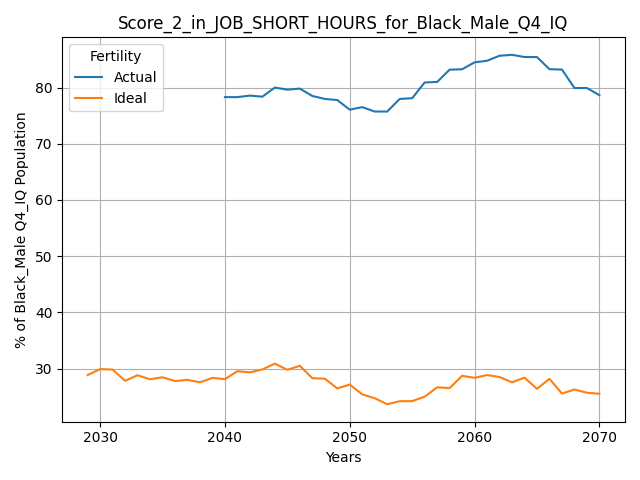 Score_2_in_JOB_SHORT_HOURS_for_Black_Male_Q4_IQ
Fertility
Actual
Ideal
80
70
60
50
40
30
% of Black_Male Q4_IQ Population
2030 2040 2050 2060 2070
Years